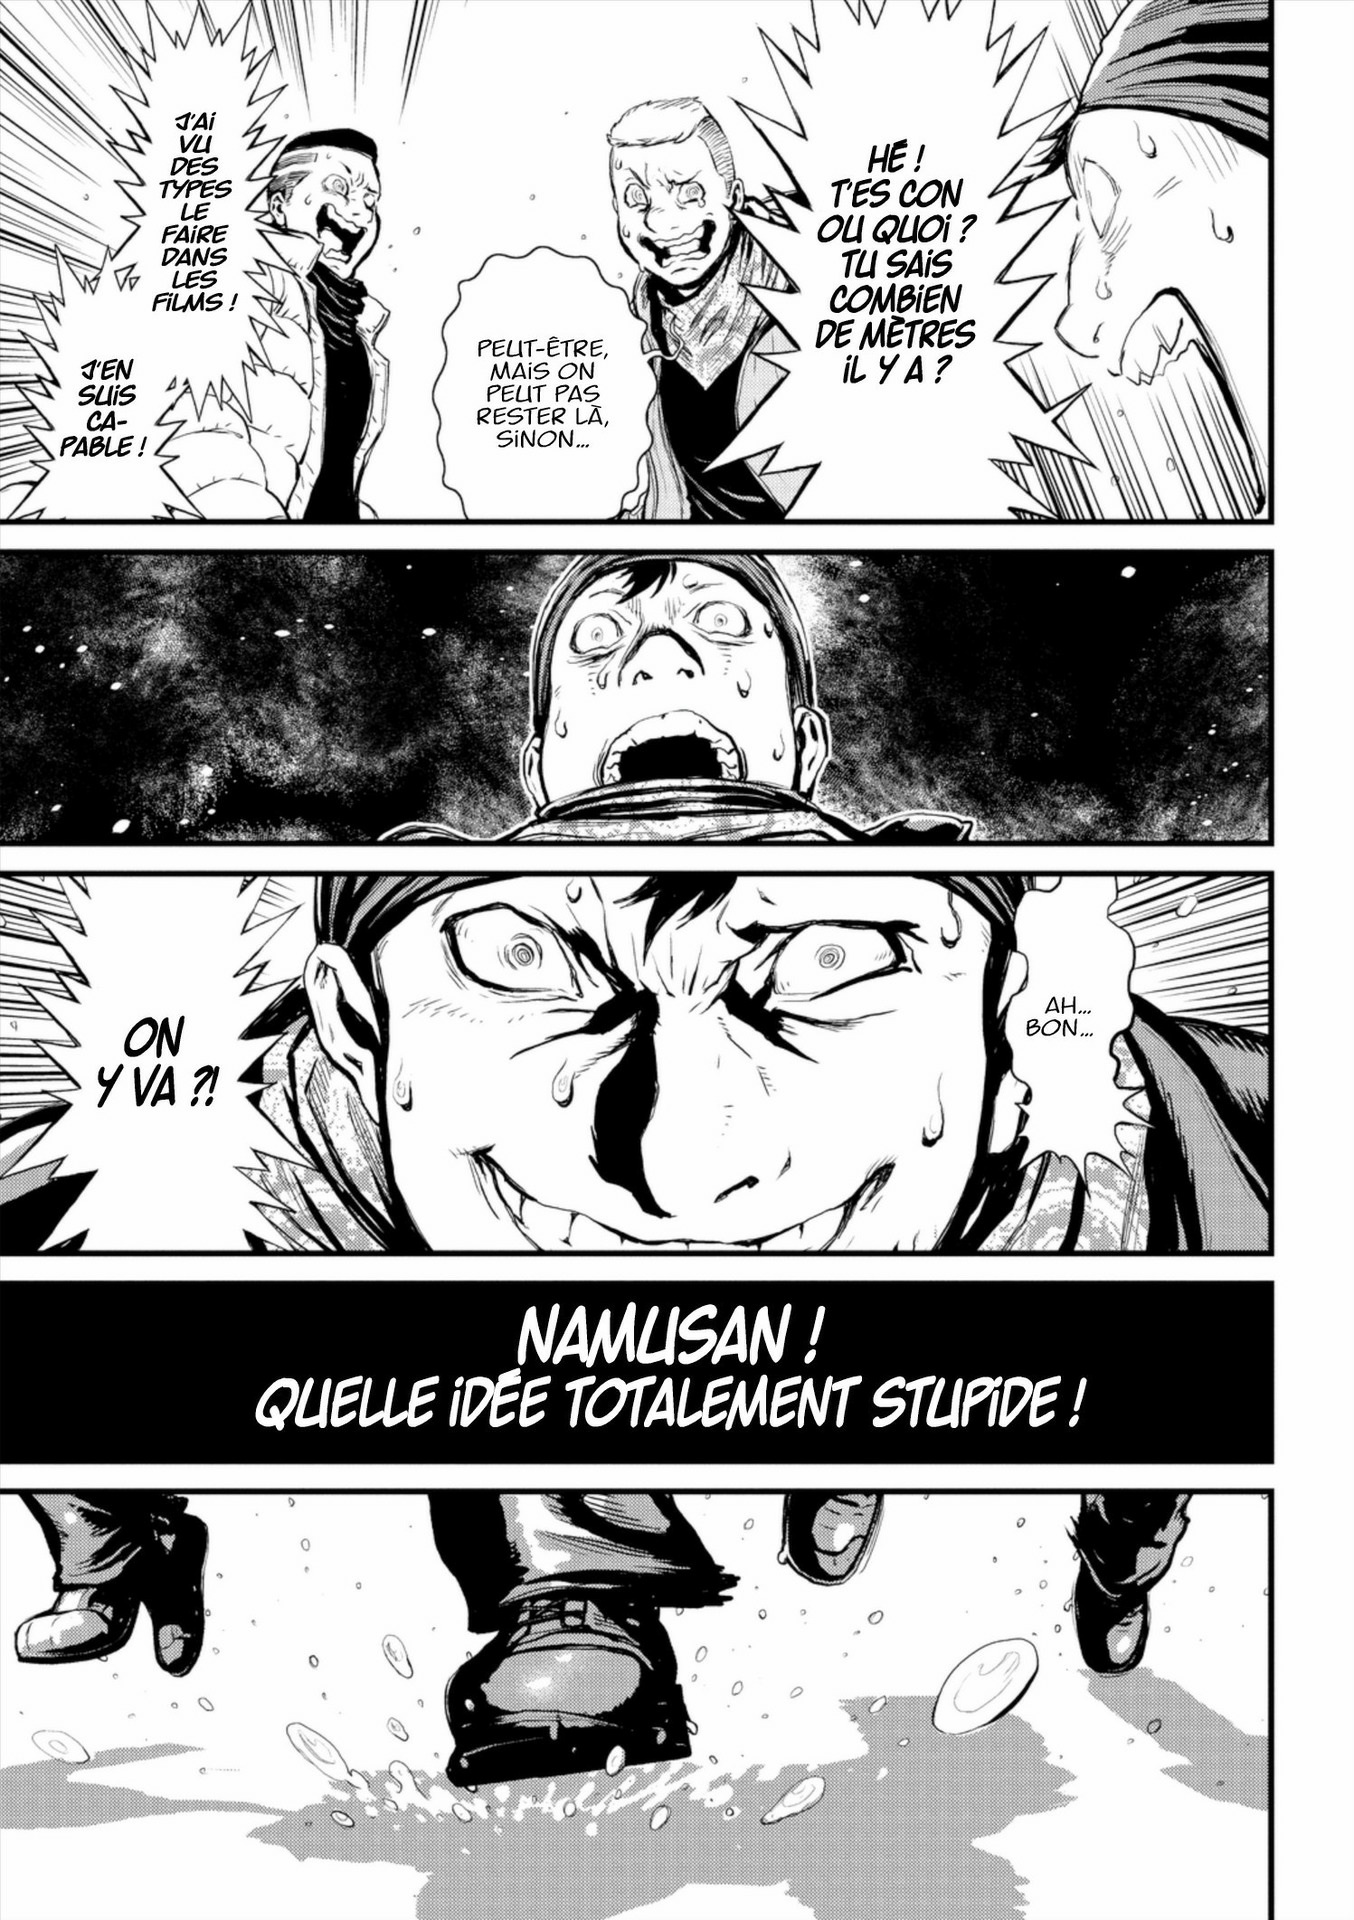 HÉ !
T'ES CON
OU QUOI ?
TU SAIS
COMBIEN
DE MÈTRES
IL Y A ?
PEUT-ÊTRE,
MAIS ON
PEUT PAS
RESTER LÀ,
SINON...
J'AI
VU
DES
TYPES
LE
FAIRE
DANS
LES
FILMS !
J'EN
SUIS
CA-
PABLE !
AH...
BON...
ON
Y VA ?!
NAMUSAN !
QUELLE IDÉE TOTALEMENT STUPIDE !